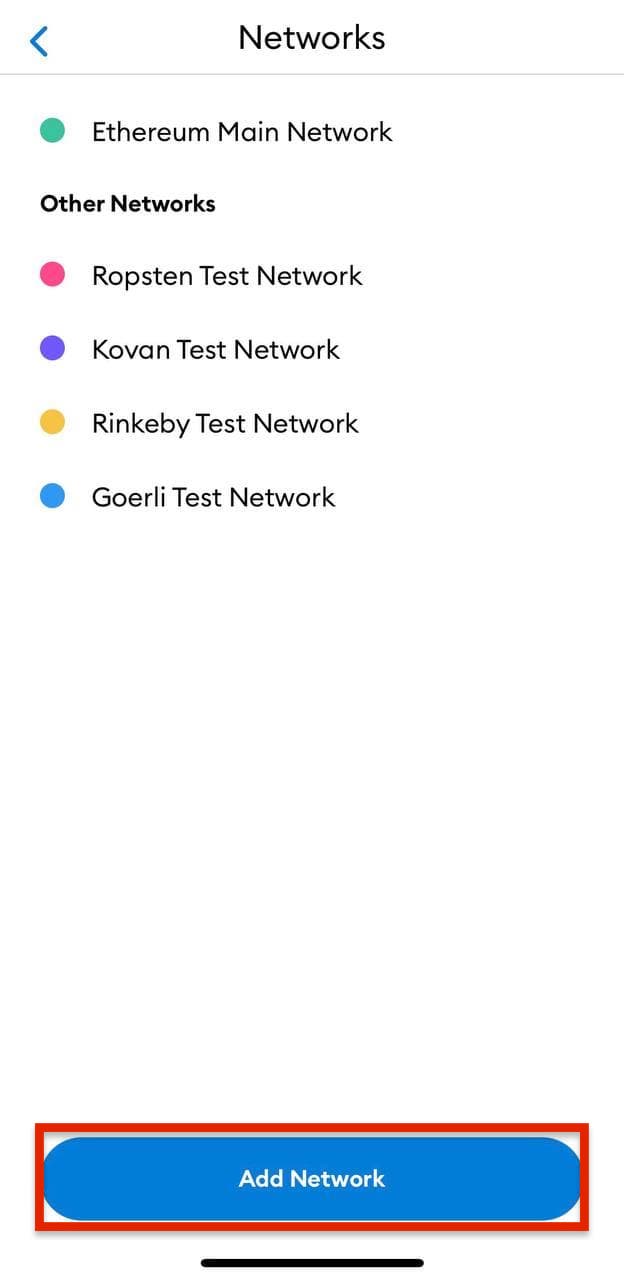 Networks
Ethereum Main Network
Other Networks
Ropsten Test Network
Kovan Test Network
Rinkeby Test Network
Goerli Test Network
Add Network